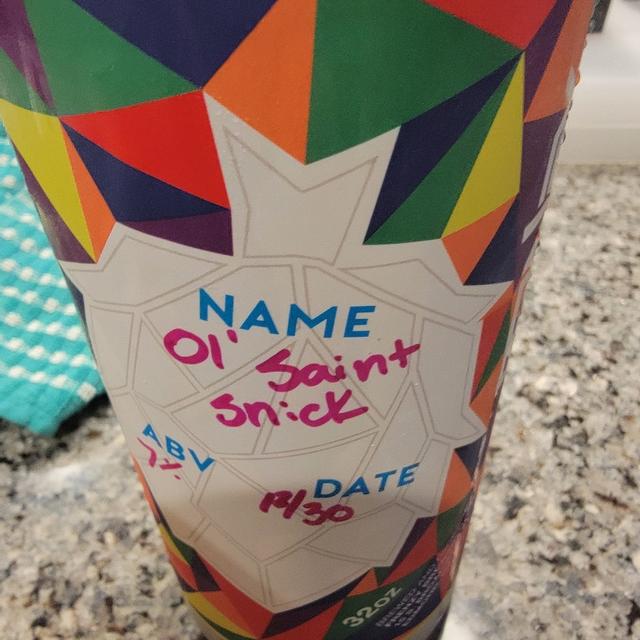 NAME
Ol' Saint
Snick
ABV
7%
DATE
12/30
32oz